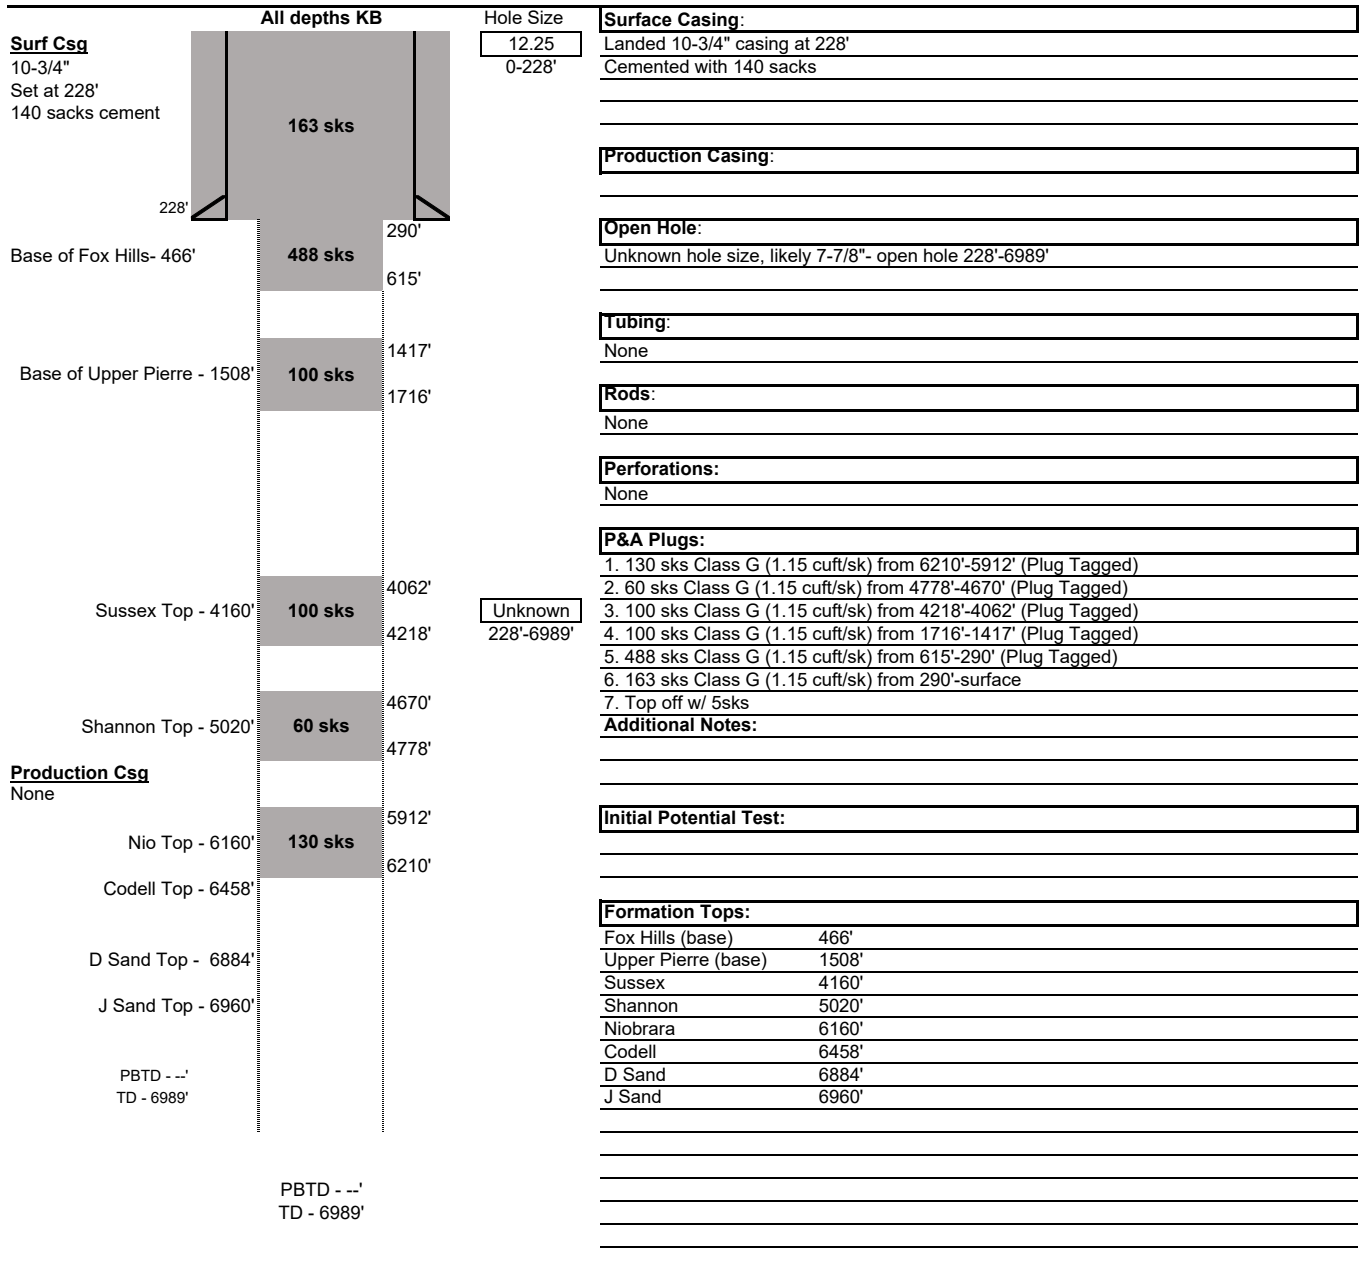 All depths KB
Surf Csg
10-3/4"
Set at 228'
140 sacks cement
163 sks
228'
290'
Base of Fox Hills- 466'
488 sks
615'
1417'
Base of Upper Pierre - 1508'
100 sks
1716'
4062'
Sussex Top - 4160'
100 sks
4218'
4670'
Shannon Top - 5020'
60 sks
4778'
Production Csg
None
5912'
Nio Top - 6160'
130 sks
6210'
Codell Top - 6458'
D Sand Top -  6884'
J Sand Top - 6960'
PBTD - --'
TD - 6989'
PBTD - --'
TD - 6989'
Hole Size
12.25
0-228'
Unknown
228'-6989'
Surface Casing:
Landed 10-3/4" casing at 228'
Cemented with 140 sacks
Production Casing:
Open Hole:
Unknown hole size, likely 7-7/8"- open hole 228'-6989'
Tubing:
None
Rods:
None
Perforations:
None
P&A Plugs:
1. 130 sks Class G (1.15 cuft/sk) from 6210'-5912' (Plug Tagged)
2. 60 sks Class G (1.15 cuft/sk) from 4778'-4670' (Plug Tagged)
3. 100 sks Class G (1.15 cuft/sk) from 4218'-4062' (Plug Tagged)
4. 100 sks Class G (1.15 cuft/sk) from 1716'-1417' (Plug Tagged)
5. 488 sks Class G (1.15 cuft/sk) from 615'-290' (Plug Tagged)
6. 163 sks Class G (1.15 cuft/sk) from 290'-surface
7. Top off w/ 5sks
Additional Notes:
Initial Potential Test:
Formation Tops:
Fox Hills (base) 466'
Upper Pierre (base) 1508'
Sussex 4160'
Shannon 5020'
Niobrara 6160'
Codell 6458'
D Sand 6884'
J Sand 6960'